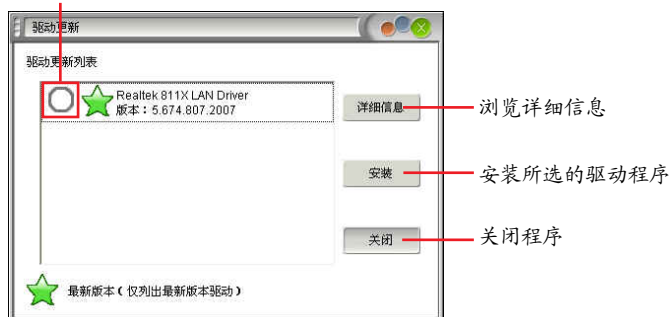 驱动更新
驱动更新列表
Realtek 811X LAN Driver
版本：5.674.807.2007
详细信息
浏览详细信息
安装
安装所选的驱动程序
关闭
关闭程序
最新版本（仅列出最新版本驱动）